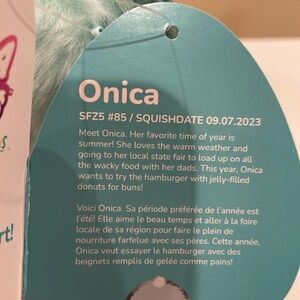 Onica
SFZ5 #85 / SQUISHDATE 09.07.2023
Meet Onica. Her favorite time of year is
summer! She loves the warm weather and
going to her local state fair to load up on all
the wacky food with her dads. This year, Onica
wants to try the hamburger with jelly-filled
donuts for buns!
Voici Onica. Sa période préférée de l'année est
l'été! Elle aime le beau temps et aller à la foire
locale de sa région pour faire le plein de
nourriture farfelue avec ses pères. Cette année,
Onica veut essayer le hamburger avec des
beignets remplis de gelée comme pains!